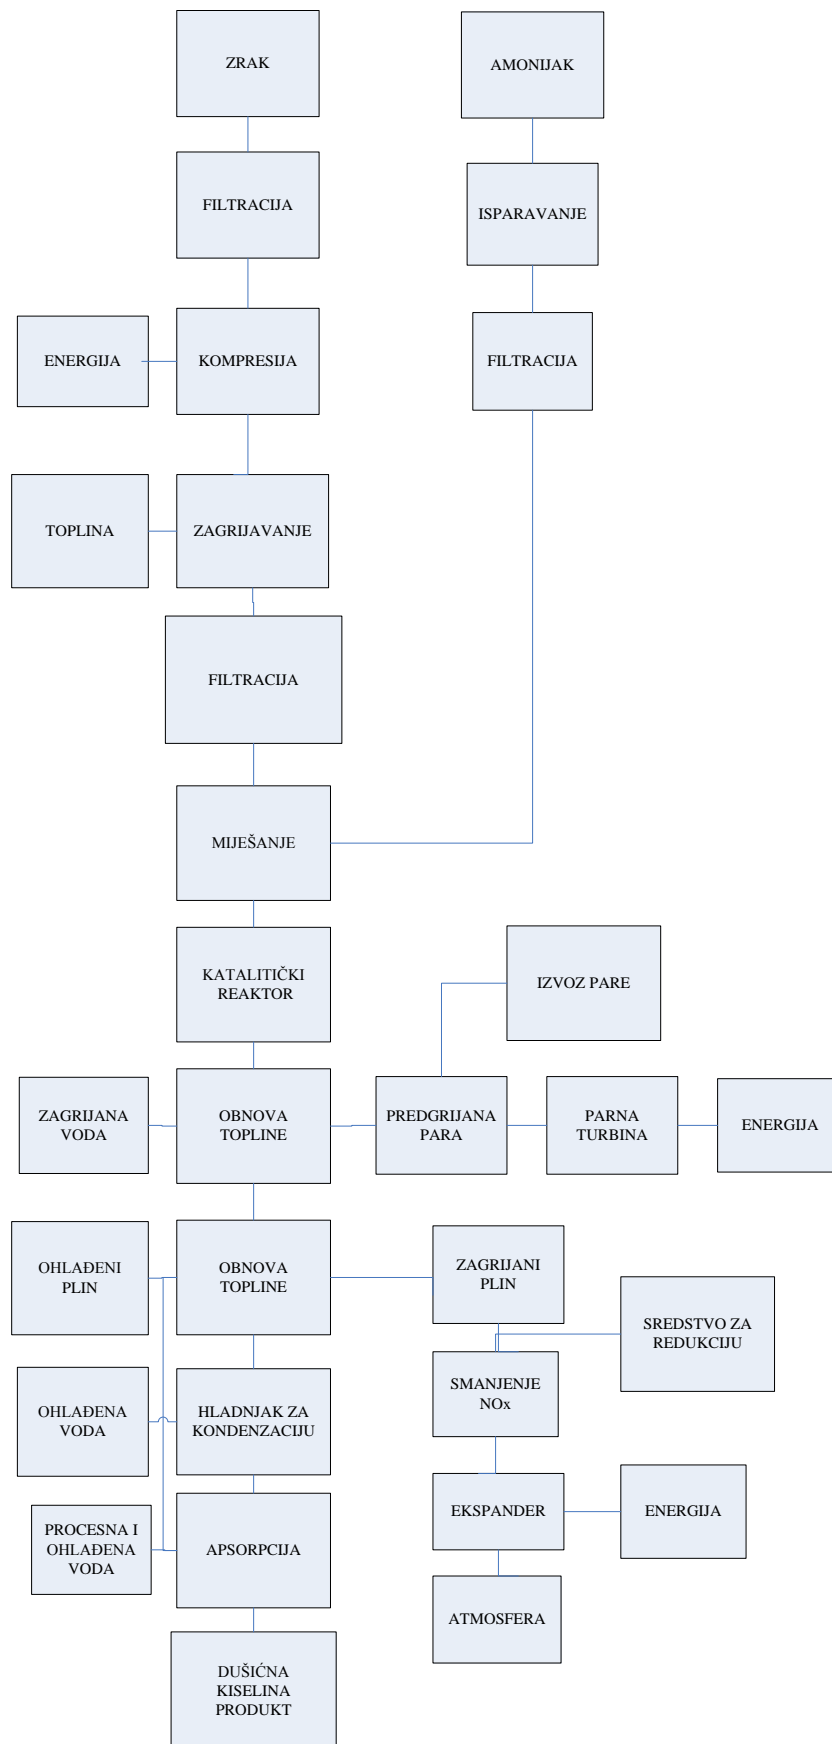 ZRAK
AMONIJAK
FILTRACIJA
ISPARAVANJE
ENERGIJA
KOMPRESIJA
FILTRACIJA
TOPLINA
ZAGRIJAVANJE
FILTRACIJA
MIJEŠANJE
KATALITIČKI
REAKTOR
IZVOZ PARE
ZAGRIJANA
VODA
OBNOVA
TOPLINE
PREDGRIJANA
PARA
PARNA
TURBINA
ENERGIJA
OHLAĐENI
PLIN
OBNOVA
TOPLINE
ZAGRIJANI
PLIN
SREDSTVO ZA
REDUKCIJU
OHLAĐENA
VODA
HLADNJAK ZA
KONDENZACIJU
SMANJENJE
NOx
PROCESNA I
OHLAĐENA
VODA
APSORPCIJA
EKSPANDER
ENERGIJA
ATMOSFERA
DUŠIĆNA
KISELINA
PRODUKT